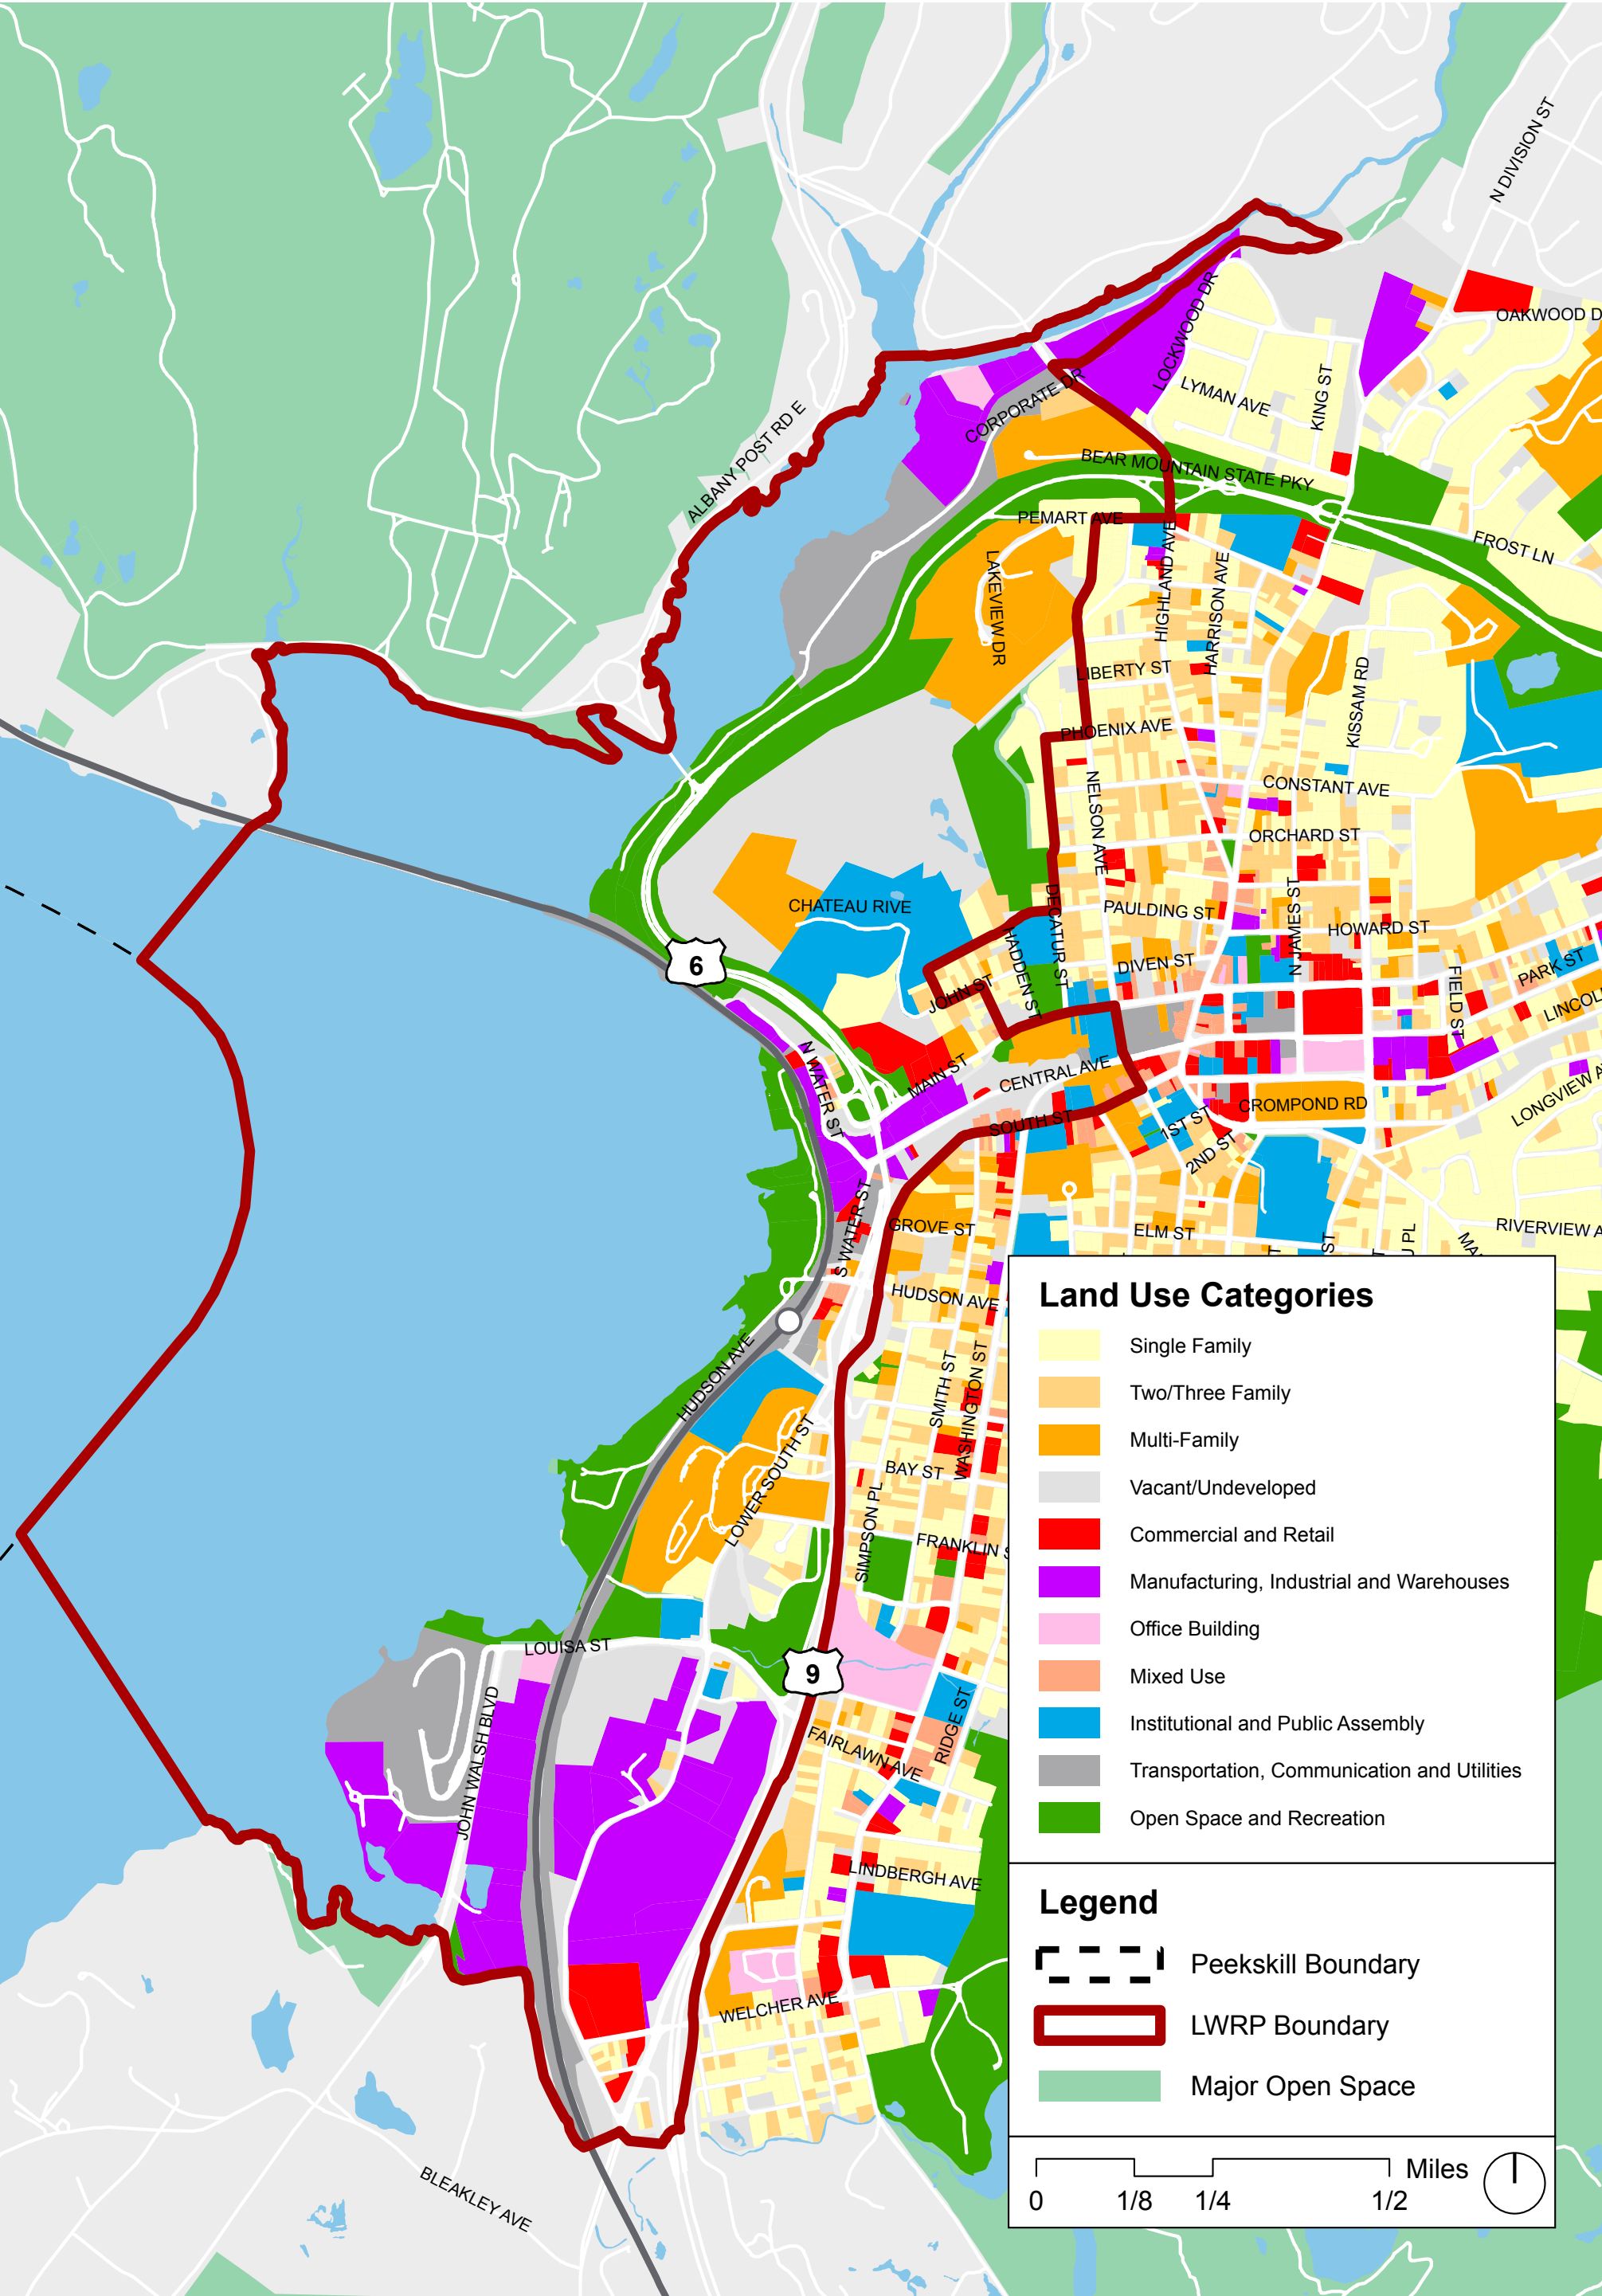 N DIVISION ST
OAKWOOD D
LOCKWOOD DR
LYMAN AVE
KING ST
CORPORATE DR
ALBANY POST RD E
BEAR MOUNTAIN STATE PKY
PEMART AVE
FROST LN
LAKEVIEW DR
HIGHLAND AVE
HARRISON AVE
LIBERTY ST
KISSAM RD
PHOENIX AVE
NELSON AVE
CONSTANT AVE
ORCHARD ST
CHATEAU RIVE
DECATUR ST
PAULDING ST
N JAMES ST
HOWARD ST
6
HADDEN ST
DIVEN ST
FIELD ST
PARK ST
JOHN ST
LINCOL
N WATER ST
MAIN ST
CENTRAL AVE
CROMPOND RD
LONGVIEW A
SOUTH ST
1ST ST
2ND ST
S WATER ST
GROVE ST
ELM ST
T
ST
T
U PL
MA
RIVERVIEW A
HUDSON AVE
HUDSON AVE
SMITH ST
WASHINGTON ST
LOWER SOUTH ST
BAY ST
SIMPSON PL
FRANKLIN S
LOUISA ST
9
JOHN WALSH BLVD
FAIRLAWN AVE
RIDGE ST
LINDBERGH AVE
WELCHER AVE
BLEAKLEY AVE
Land Use Categories
Single Family
Two/Three Family
Multi-Family
Vacant/Undeveloped
Commercial and Retail
Manufacturing, Industrial and Warehouses
Office Building
Mixed Use
Institutional and Public Assembly
Transportation, Communication and Utilities
Open Space and Recreation
Legend
Peekskill Boundary
LWRP Boundary
Major Open Space
Miles
0 1/8 1/4 1/2